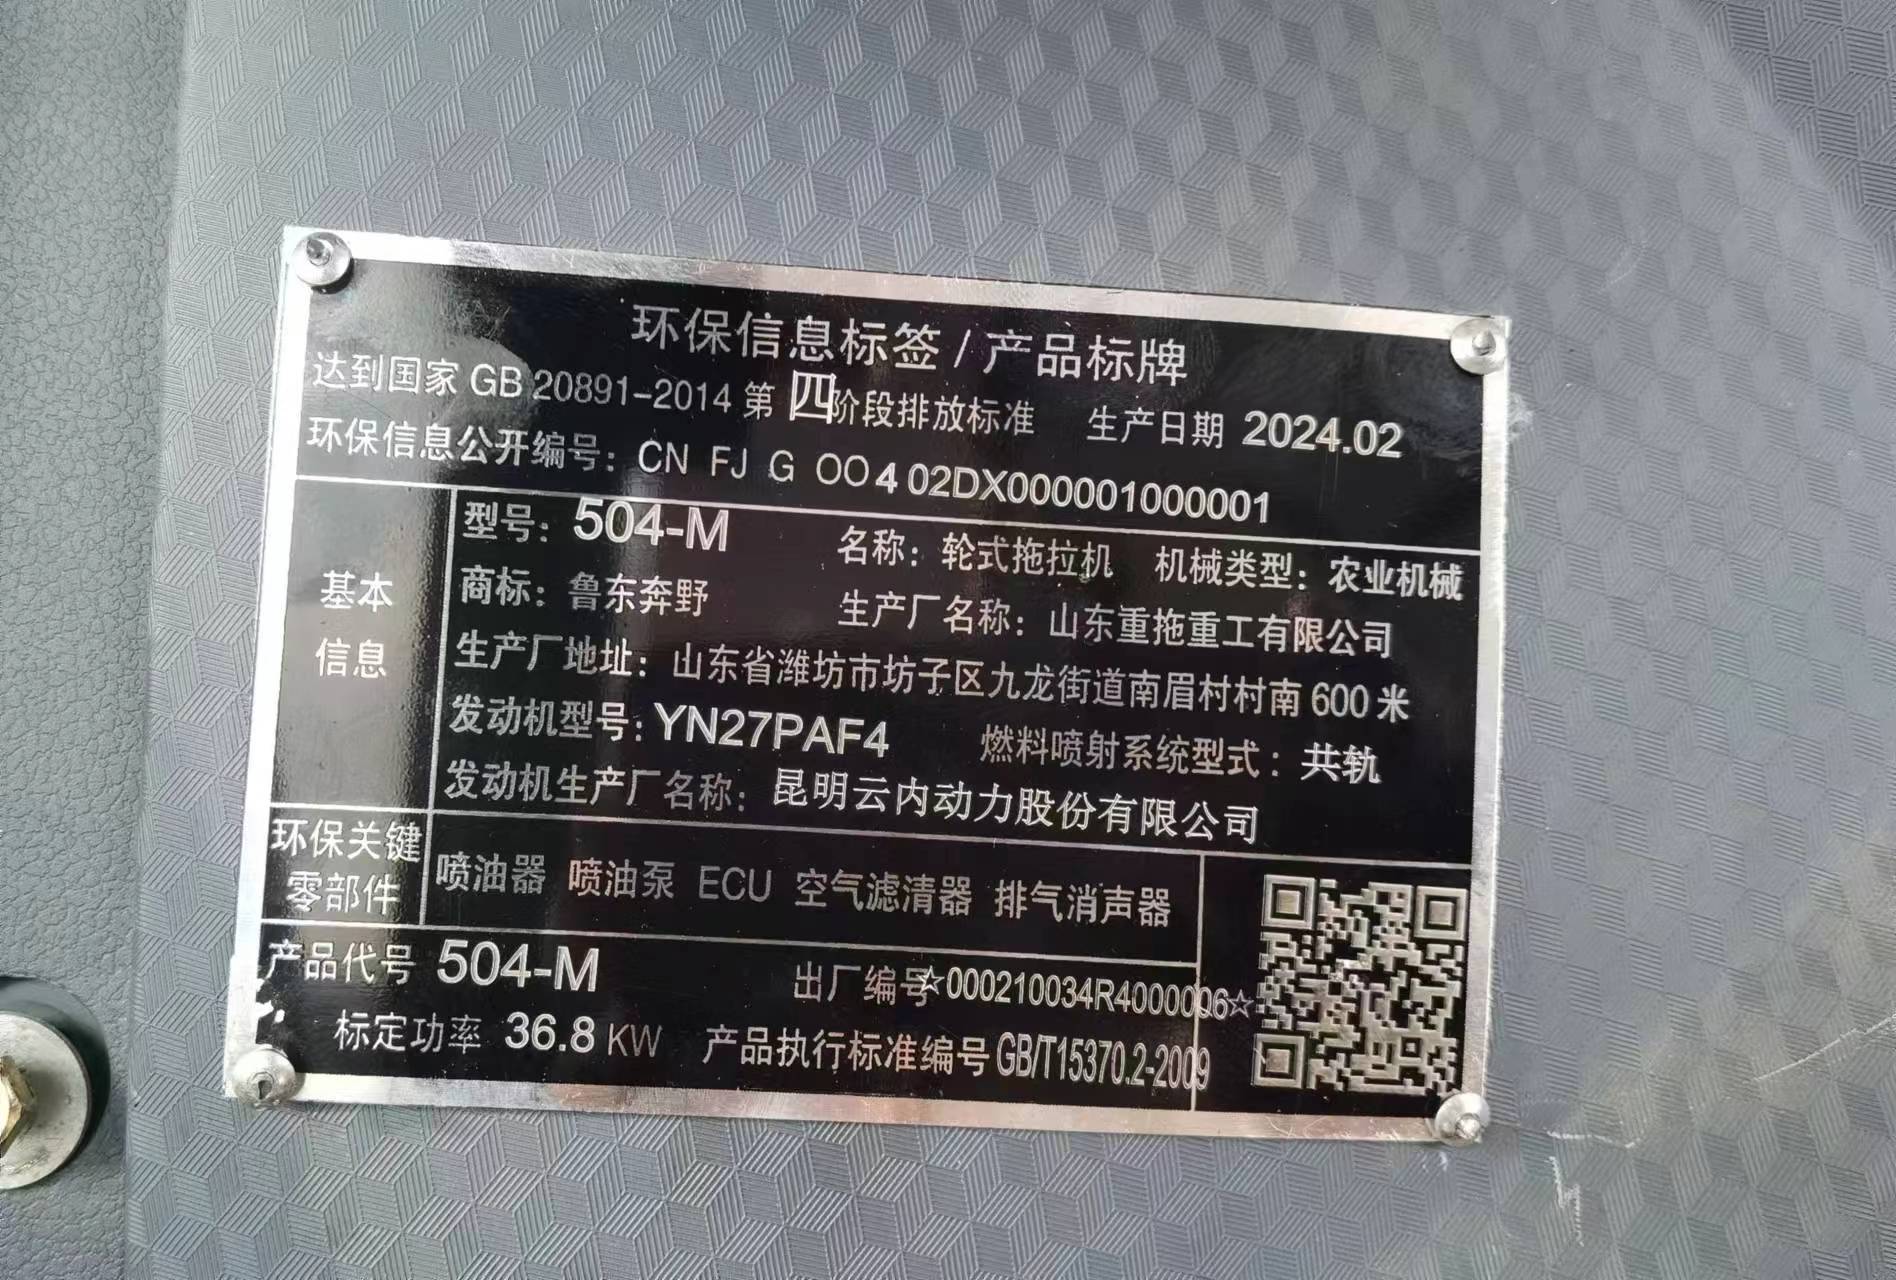 环保信息标签/产品标牌
达到国家 GB 20891-2014 第四阶段排放标准 生产日期 2024.02
环保信息公开编号：CN FJ G 00 4 02DX000001000001
基本信息
型号：504-M 名称：轮式拖拉机 机械类型：农业机械
商标：鲁东奔野 生产厂名称：山东重拖重工有限公司
生产厂地址：山东省潍坊市坊子区九龙街道南眉村村南 600 米
发动机型号：YN27PAF4 燃料喷射系统型式：共轨
发动机生产厂名称：昆明云内动力股份有限公司
环保关键零部件
喷油器 喷油泵 ECU 空气滤清器 排气消声器
产品代号 504-M 出厂编号☆000210034R4000006☆
标定功率 36.8 KW 产品执行标准编号 GB/T15370.2-2009